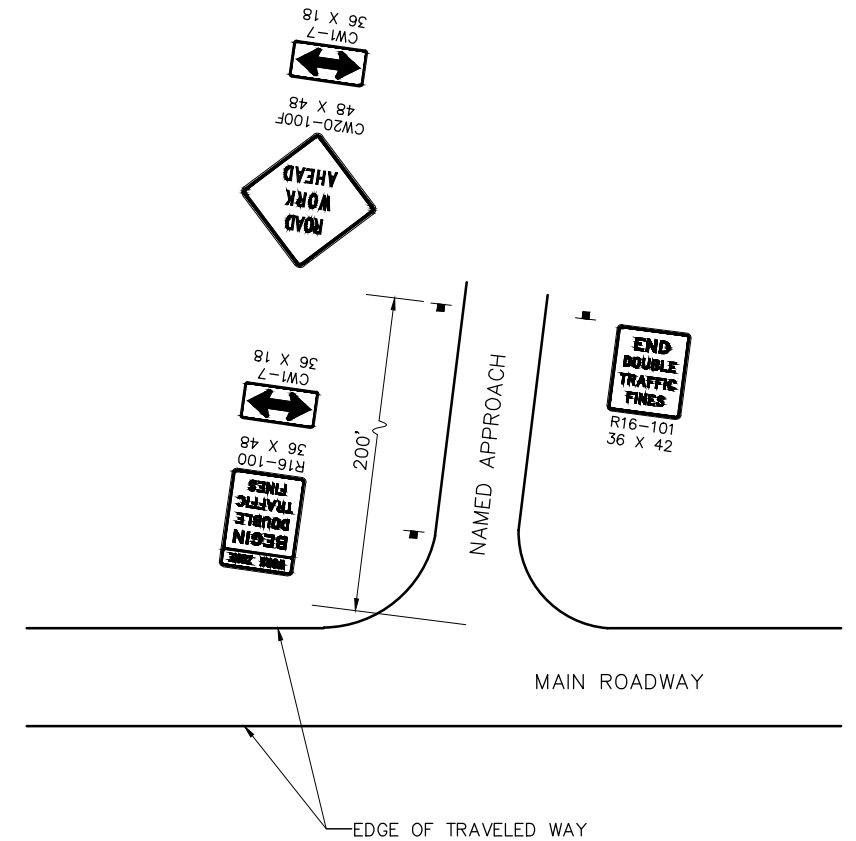 CW1-7
36 X 18
CW20-100F
48 X 48
ROAD
WORK
AHEAD
CW1-7
36 X 18
R16-100
36 X 48
WORK ZONE
BEGIN
DOUBLE
TRAFFIC
FINES
200'
NAMED APPROACH
END
DOUBLE
TRAFFIC
FINES
R16-101
36 X 42
MAIN ROADWAY
EDGE OF TRAVELED WAY